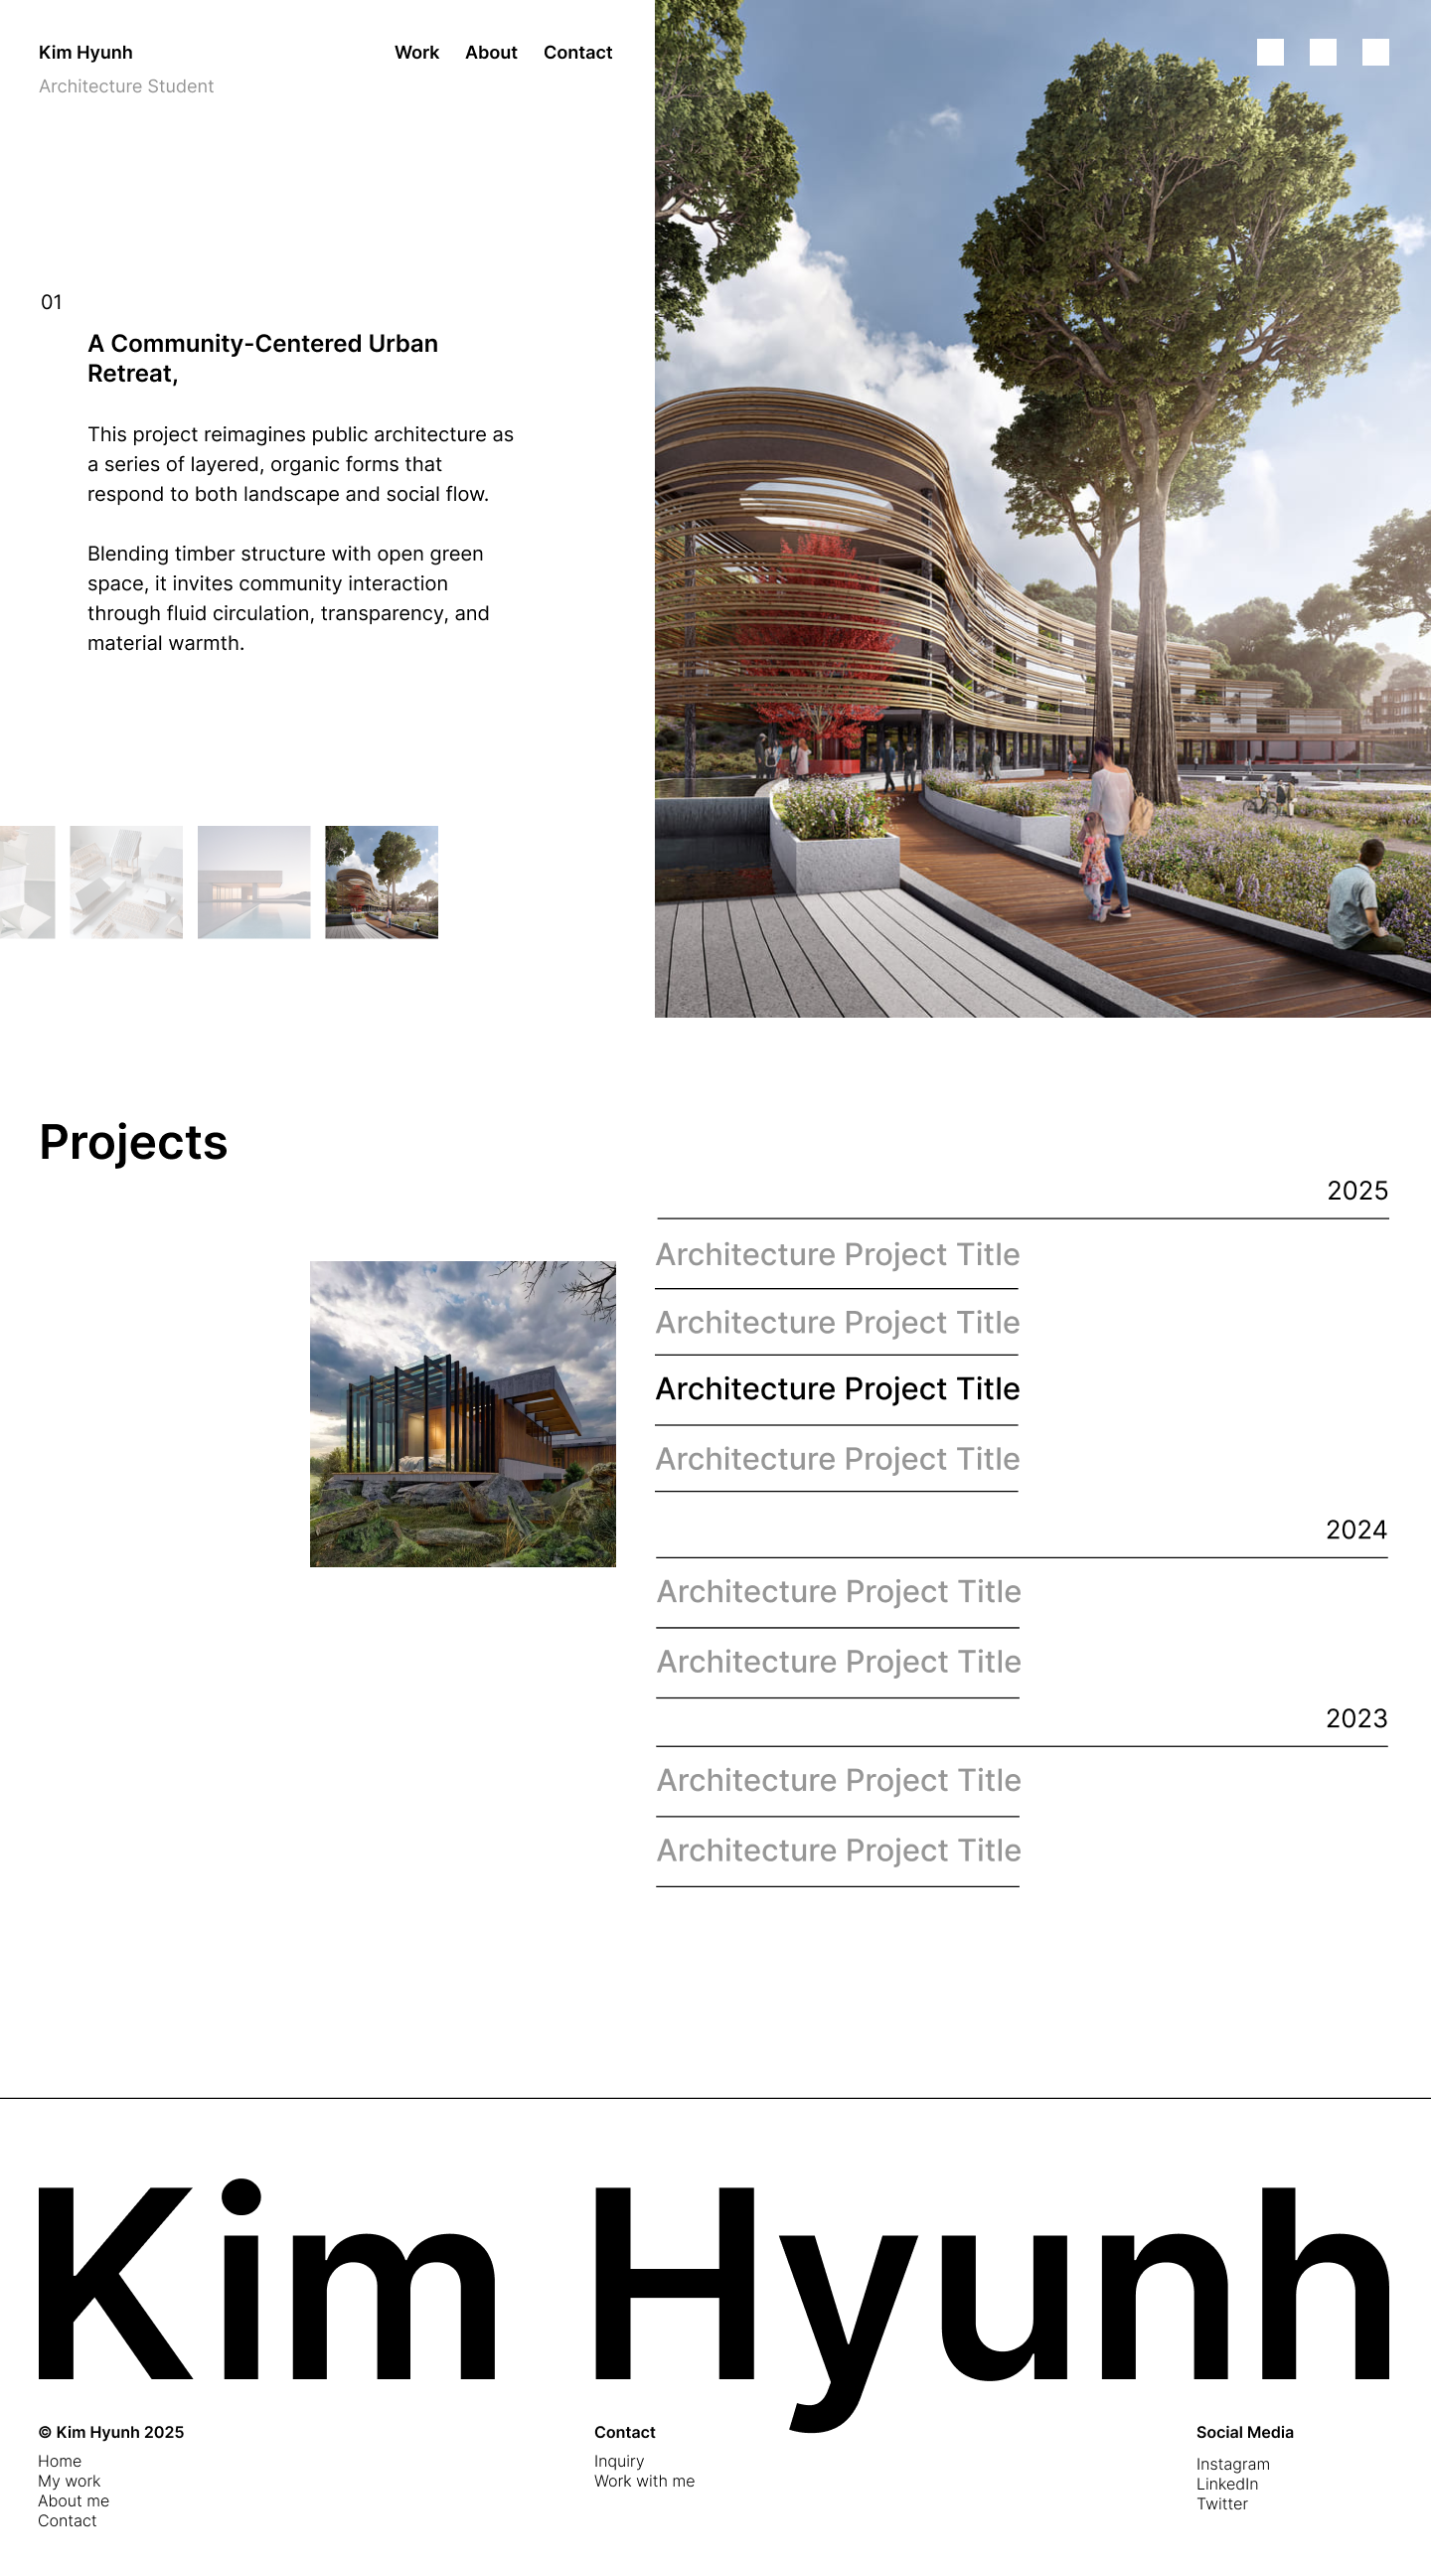 Kim Hyunh
Architecture Student
Work About Contact
01
A Community-Centered Urban
Retreat,
This project reimagines public architecture as
a series of layered, organic forms that
respond to both landscape and social flow.
Blending timber structure with open green
space, it invites community interaction
through fluid circulation, transparency, and
material warmth.
Projects
2025
Architecture Project Title
Architecture Project Title
Architecture Project Title
Architecture Project Title
2024
Architecture Project Title
Architecture Project Title
2023
Architecture Project Title
Architecture Project Title
Kim Hyunh
© Kim Hyunh 2025
Home
My work
About me
Contact
Contact
Inquiry
Work with me
Social Media
Instagram
LinkedIn
Twitter